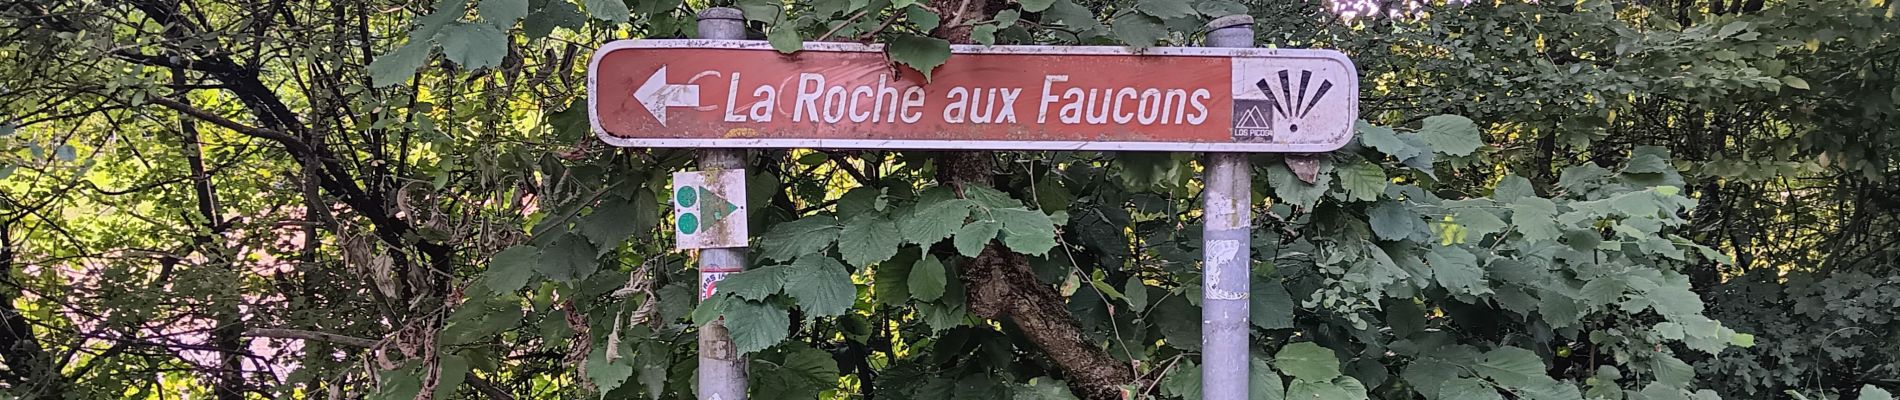 La Roche aux Faucons
LOS PICOS